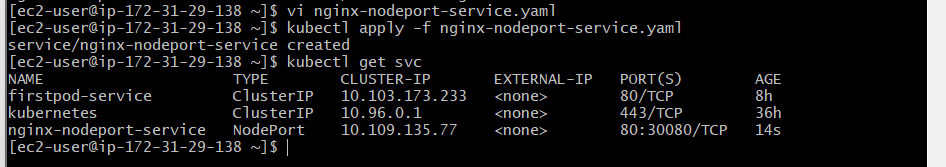 [ec2-user@ip-172-31-29-138 ~]$ vi nginx-nodeport-service.yaml
[ec2-user@ip-172-31-29-138 ~]$ kubectl apply -f nginx-nodeport-service.yaml
service/nginx-nodeport-service created
[ec2-user@ip-172-31-29-138 ~]$ kubectl get svc
NAME TYPE CLUSTER-IP EXTERNAL-IP PORT(S) AGE
firstpod-service ClusterIP 10.103.173.233 <none> 80/TCP 8h
kubernetes ClusterIP 10.96.0.1 <none> 443/TCP 36h
nginx-nodeport-service NodePort 10.109.135.77 <none> 80:30080/TCP 14s
[ec2-user@ip-172-31-29-138 ~]$